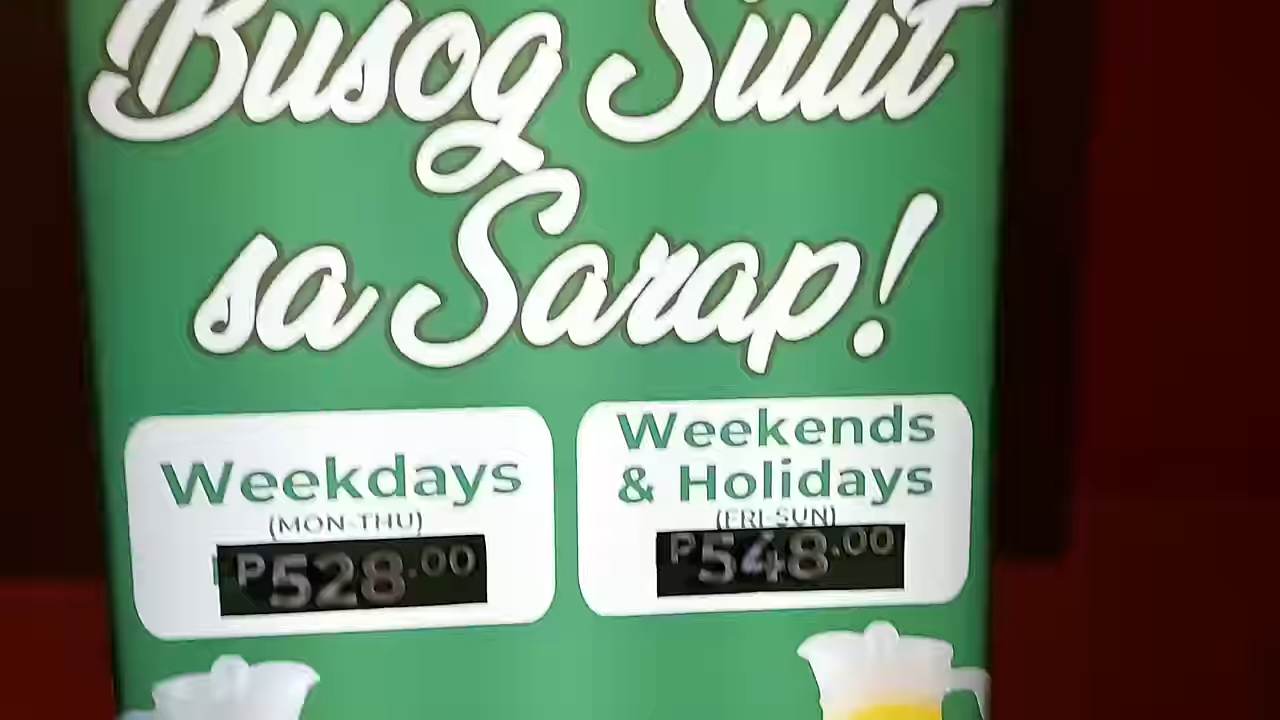 Busog Sulit
sa Sarap!
Weekdays
(MON-THU)
P528.00
Weekends
& Holidays
(FRI-SUN)
P548.00